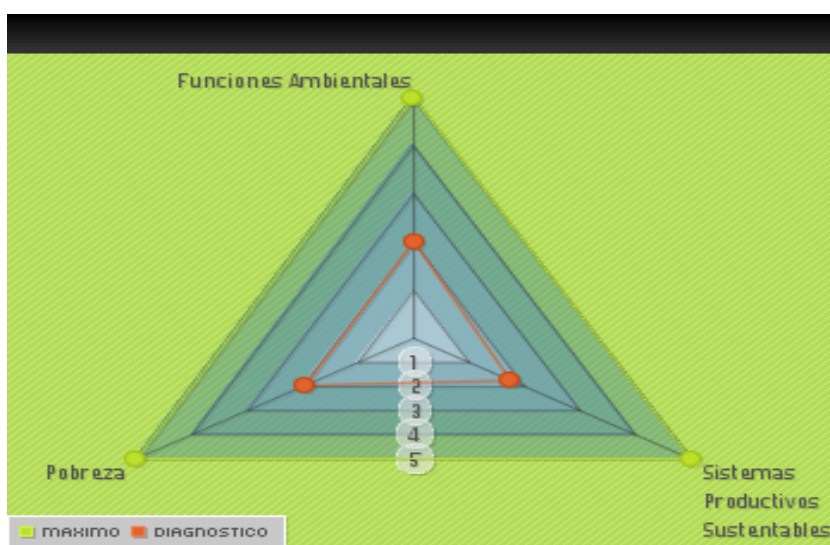 Funciones Ambientales
1
2
3
4
5
Pobreza
Sistemas
Productivos
Sustentables
MAXIMO DIAGNOSTICO